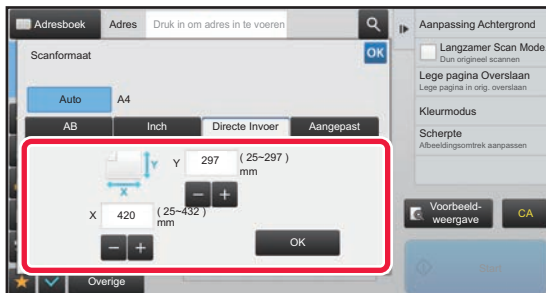 Adresboek
Adres
Druk in om adres in te voeren
Aanpassing Achtergrond
Scanformaat
OK
Langzamer Scan Mode
Dun origineel scannen
Lege pagina Overslaan
Lege pagina in orig. overslaan
Auto
A4
Kleurmodus
AB
Inch
Directe Invoer
Aangepast
Scherpte
Afbeeldingsomtrek aanpassen
Y
X
Y
297
( 25~297 )
mm
X
420
( 25~432 )
mm
OK
Voorbeeld-
weergave
CA
Overige
Start